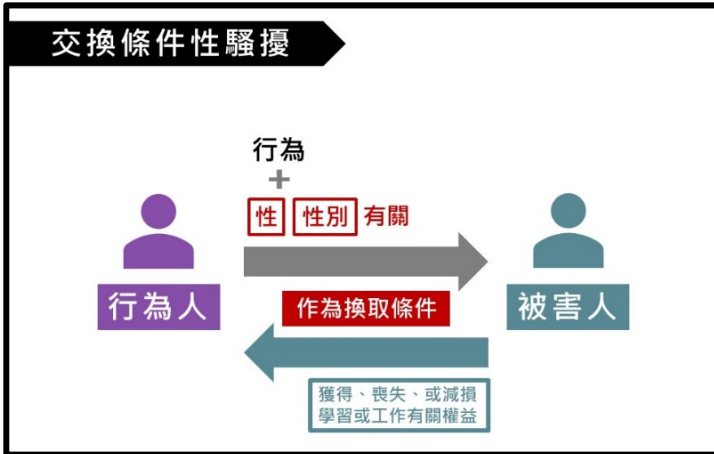 交換條件性騷擾
行為
+
性 性別 有關
行為人
作為換取條件
被害人
獲得、喪失、或減損
學習或工作有關權益